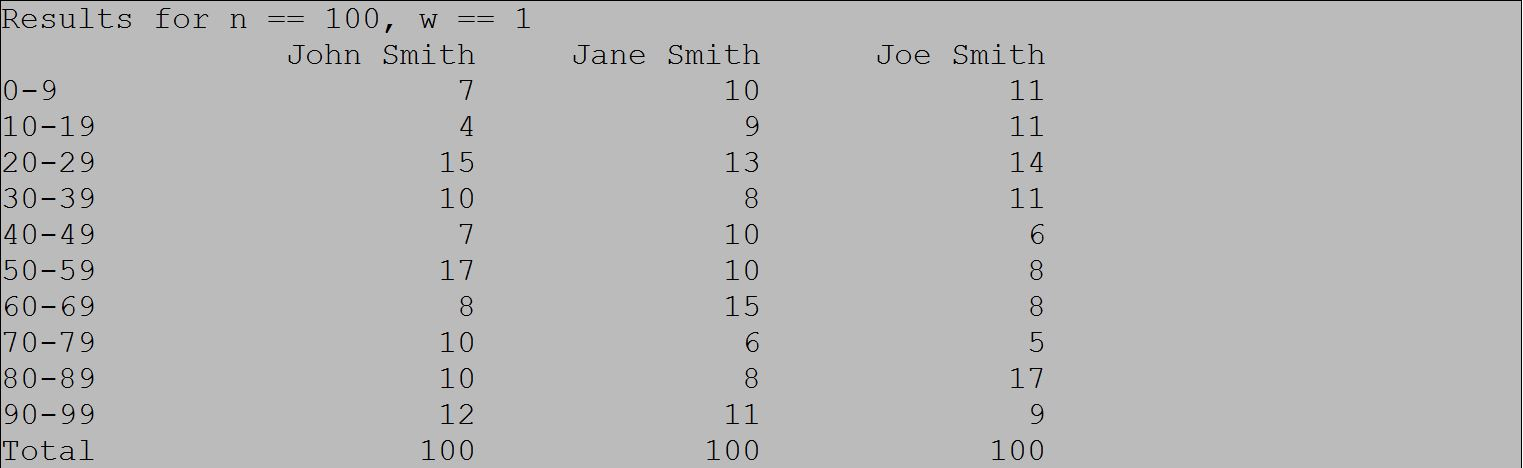 Results for n == 100, w == 1
John Smith Jane Smith Joe Smith
0-9 7 10 11
10-19 4 9 11
20-29 15 13 14
30-39 10 8 11
40-49 7 10 6
50-59 17 10 8
60-69 8 15 8
70-79 10 6 5
80-89 10 8 17
90-99 12 11 9
Total 100 100 100